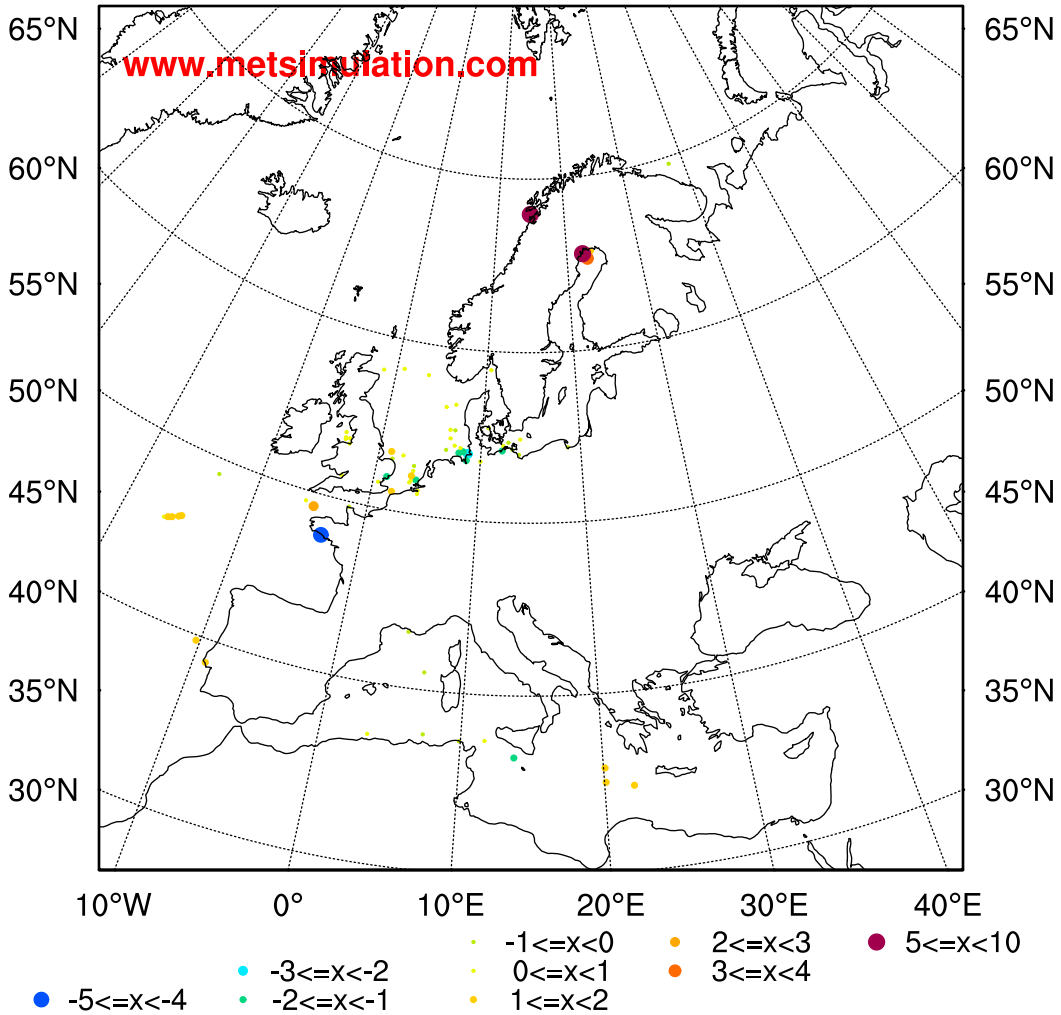 65°N 65°N
www.metsimulation.com
60°N 60°N
55°N 55°N
50°N 50°N
45°N 45°N
40°N 40°N
35°N 35°N
30°N 30°N
10°W 0° 10°E 20°E 30°E 40°E
-1<=x<0 2<=x<3 5<=x<10
-3<=x<-2 0<=x<1 3<=x<4
-5<=x<-4 -2<=x<-1 1<=x<2